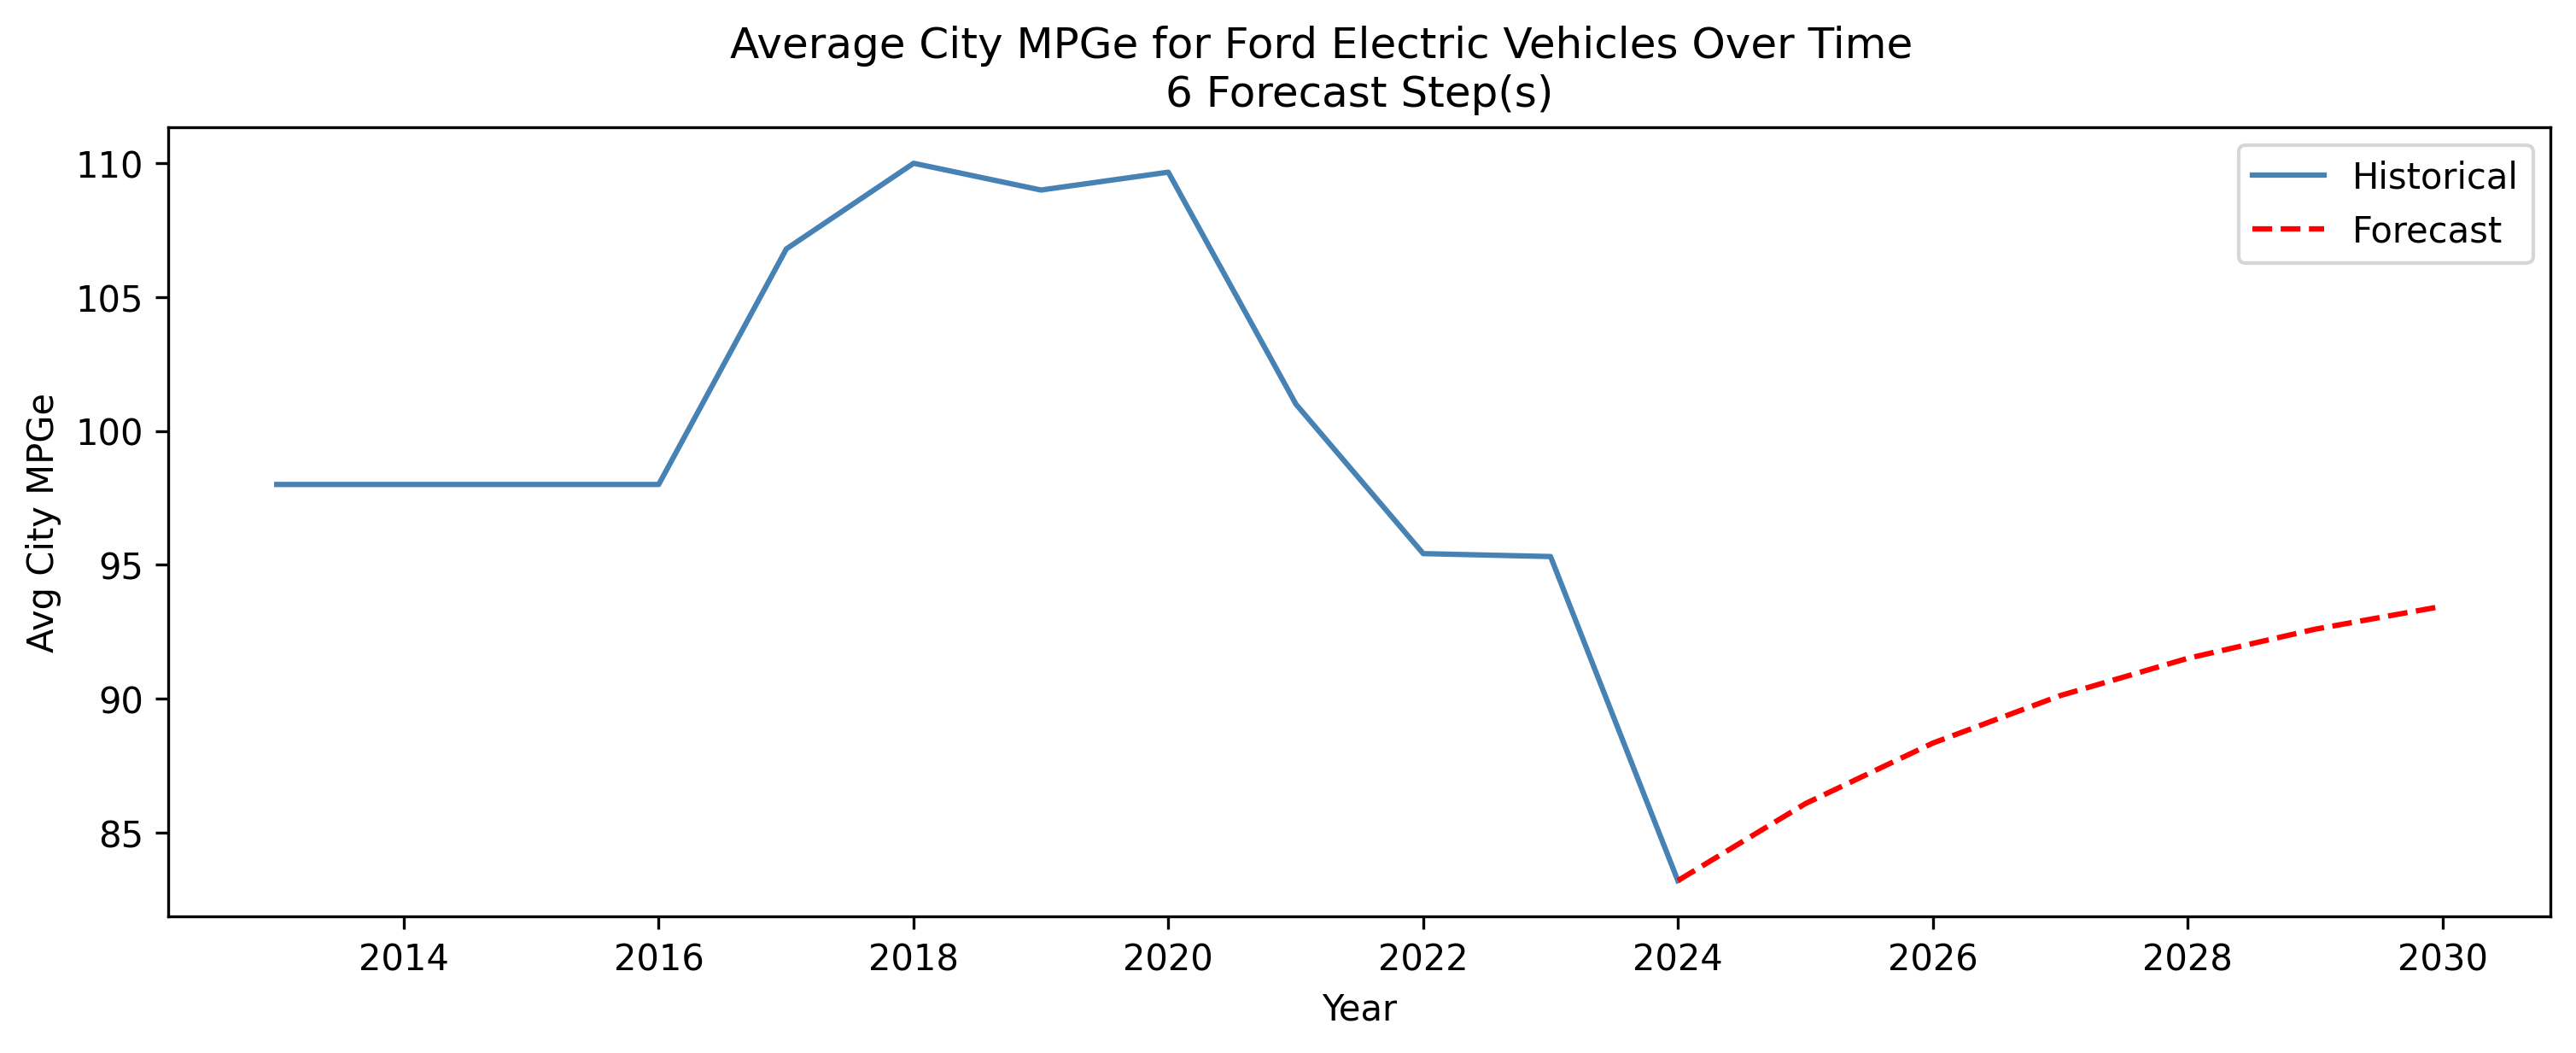 Average City MPGe for Ford Electric Vehicles Over Time
6 Forecast Step(s)
Historical
Forecast
Avg City MPGe
110
105
100
95
90
85
2014
2016
2018
2020
2022
2024
2026
2028
2030
Year